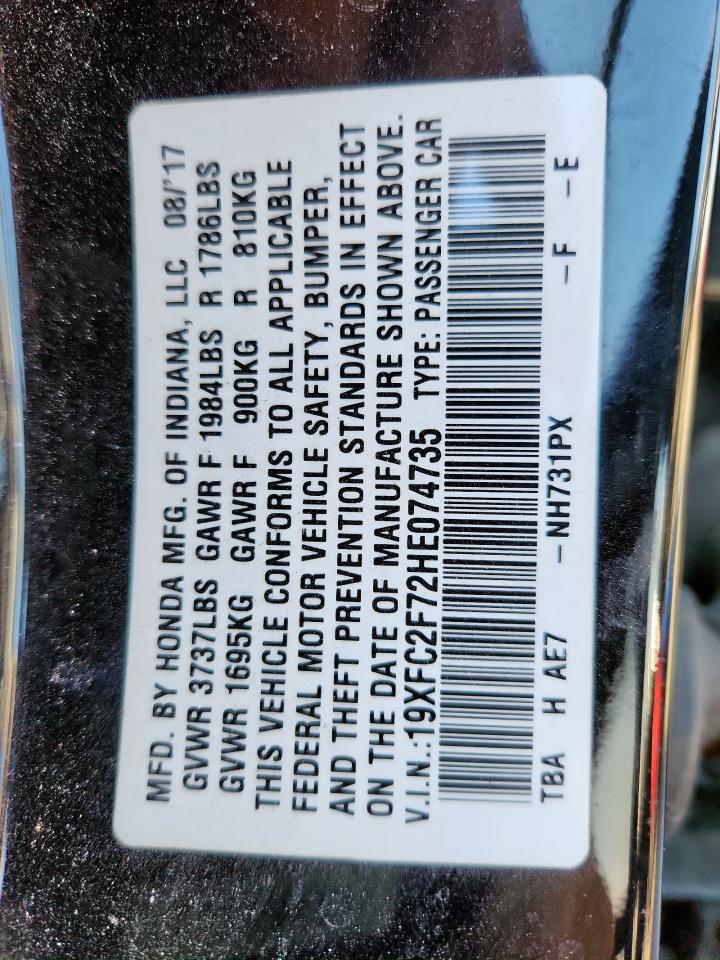 MFD. BY HONDA MFG. OF INDIANA, LLC 08/'17
GVWR 3737LBS GAWR F 1984LBS R 1786LBS
GVWR 1695KG GAWR F 900KG R 810KG
THIS VEHICLE CONFORMS TO ALL APPLICABLE
FEDERAL MOTOR VEHICLE SAFETY, BUMPER,
AND THEFT PREVENTION STANDARDS IN EFFECT
ON THE DATE OF MANUFACTURE SHOWN ABOVE.
V.I.N.:19XFC2F72HE074735 TYPE: PASSENGER CAR
TBA H AE7 -NH731PX -F -E